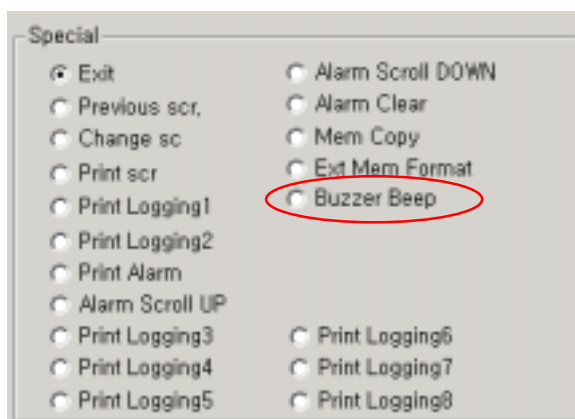 Special
Exit
Alarm Scroll DOWN
Previous scr,
Alarm Clear
Change sc
Mem Copy
Print scr
Ext Mem Format
Print Logging1
Buzzer Beep
Print Logging2
Print Alarm
Alarm Scroll UP
Print Logging3
Print Logging6
Print Logging4
Print Logging7
Print Logging5
Print Logging8